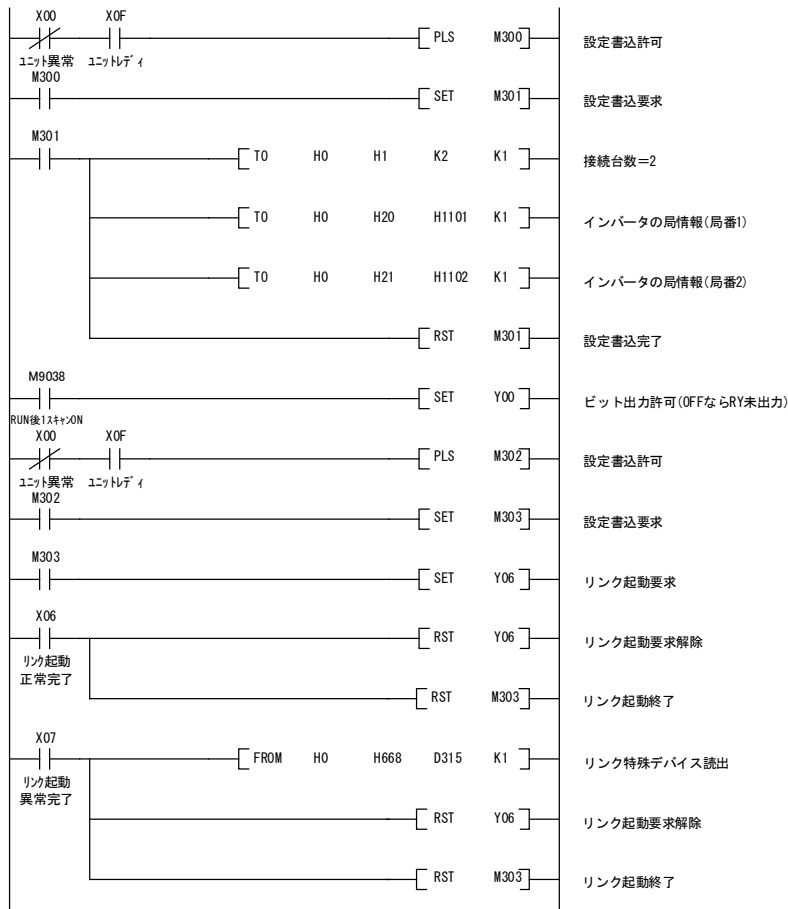 X00 X0F
PLS M300 設定書込許可
ユニット異常 ユニットレディ
M300
SET M301 設定書込要求
M301
TO H0 H1 K2 K1 接続台数=2
TO H0 H20 H1101 K1 インバータの局情報(局番1)
TO H0 H21 H1102 K1 インバータの局情報(局番2)
RST M301 設定書込完了
M9038
SET Y00 ビット出力許可(OFFならRY未出力)
RUN後1スキャンON
X00 X0F
PLS M302 設定書込許可
ユニット異常 ユニットレディ
M302
SET M303 設定書込要求
M303
SET Y06 リンク起動要求
X06
RST Y06 リンク起動要求解除
リンク起動
正常完了
RST M303 リンク起動終了
X07
FROM H0 H668 D315 K1 リンク特殊デバイス読出
リンク起動
異常完了
RST Y06 リンク起動要求解除
RST M303 リンク起動終了